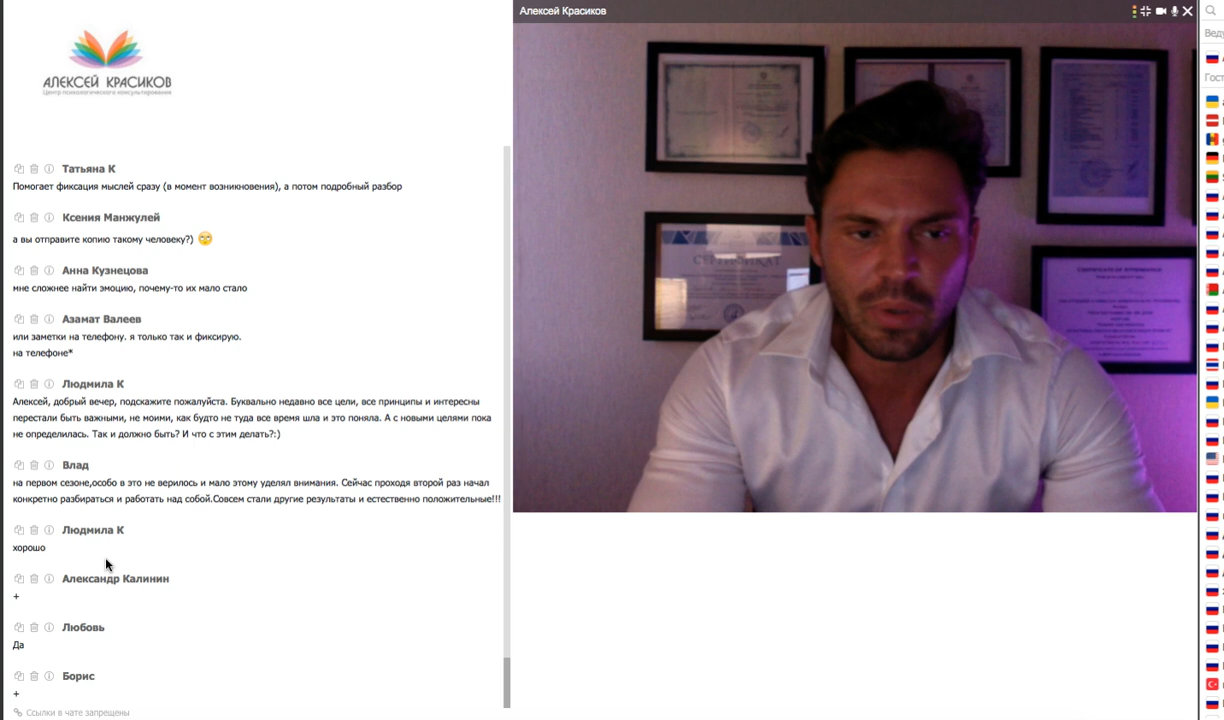 АЛЕКСЕЙ КРАСИКОВ
Центр психологического консультирования
Татьяна К
Помогает фиксация мыслей сразу (в момент возникновения), а потом подробный разбор
Ксения Манжулей
а вы отправите копию такому человеку?)
Анна Кузнецова
мне сложнее найти эмоцию, почему-то их мало стало
Азамат Валеев
или заметки на телефону. я только так и фиксирую.
на телефоне*
Людмила К
Алексей, добрый вечер, подскажите пожалуйста. Буквально недавно все цели, все принципы и интересны
перестали быть важными, не моими, как будто не туда все время шла и это поняла. А с новыми целями пока
не определилась. Так и должно быть? И что с этим делать?:)
Влад
на первом сезоне,особо в это не верилось и мало этому уделял внимания. Сейчас проходя второй раз начал
конкретно разбираться и работать над собой.Совсем стали другие результаты и естественно положительные!!!
Людмила К
хорошо
Александр Калинин
+
Любовь
Да
Борис
+
Ссылки в чате запрещены
Алексей Красиков
СЕРТИФИКАТ
Веду
Гост